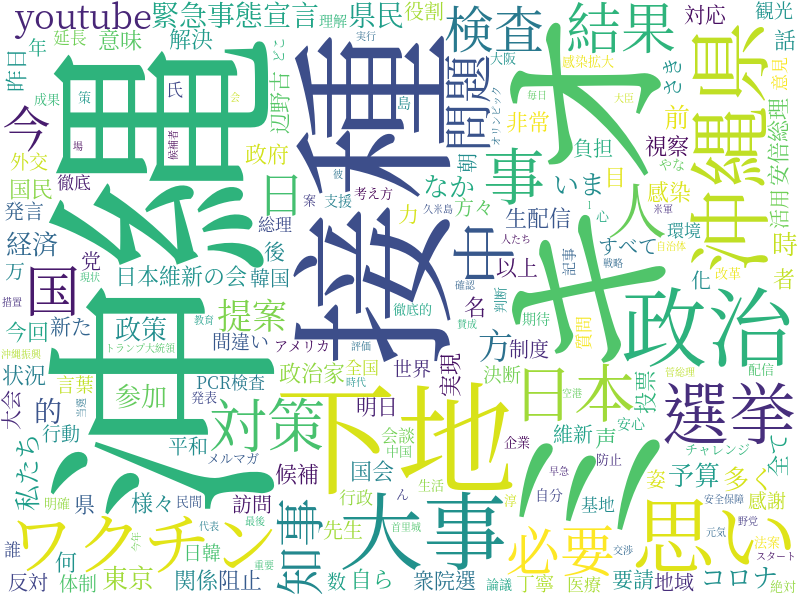 youtube
緊急事態宣言
理解
県民
役割
検査
結果
対応
観光
年
延長
意味
解決
実行
どこ
大阪
感染拡大
さき
話
昨日
成果
策
氏
会
島
オリンピック
毎日
大臣
意見
今
候補者
辺野古
問題
非常
前
沖縄県
安倍総理
外交
政府
沖縄
接種
オ
キ
負担
視察
やな
国民
徹底
日
彼
考え方
朝
事
いま
目
感染
活用
発言
案
支援
なか
力
方々
人
心
米軍
経済
総理
久米島
生配信
環境
時
万
党
後
人たち
すべて
自治体
国
日本維新の会
韓国
中
以上
記事
戦略
化
改革
者
現状
措置
教育
徹底的
確認
判断
期待
質問
政治
今回
新た
政策
提案
名
賛成
トランプ大統領
間違い
アメリカ
評価
方
制度
沖縄振興
状況
PCR検査
政治家
全国
世界
実現
決断
日本
投票
菅総理
配信
言葉
参加
発表
時代
空港
選挙
大会
的
対策
下地
明日
会談
中国
維新
声
安心
チャレンジ
行動
当選
平和
メルマガ
企業
早急
防止
全て
私たち
候補
国会
姿
予算
多く
ミ
明確
県
民間
様々
訪問
行政
ん
生活
自分
基地
安全保障
感謝
誰
ワクチン
代表
最後
知事
先生
首里城
大事
淳
必要
元気
野党
思い
何
今年
日韓
交渉
法案
スタート
反対
体制
東京
重要
関係
阻止
数
自ら
衆院選
論議
丁寧
医療
要請
地域
コロナ
絶対